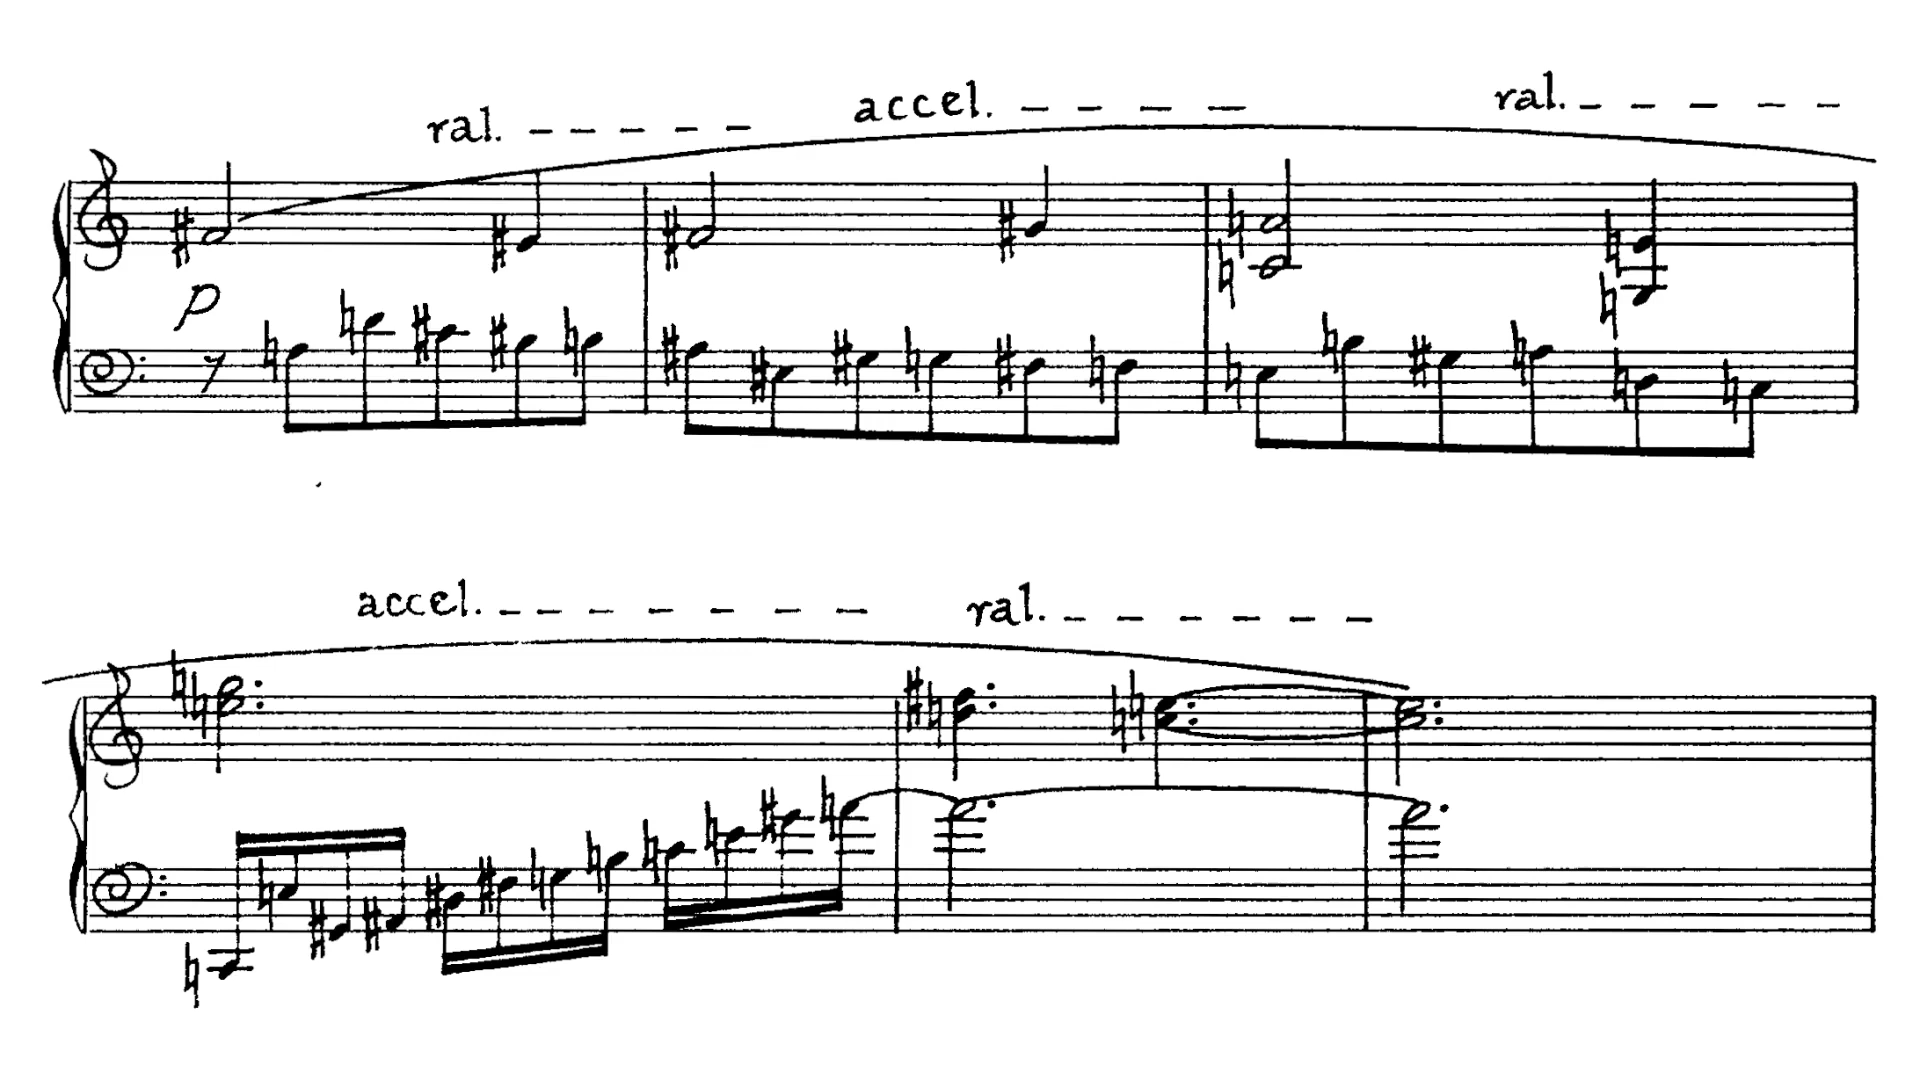 ral. _ _ _ _ _ accel. _ _ _ _ ral. _ _ _ _ _
p
accel. _ _ _ _ _ _ _ ral. _ _ _ _ _ _